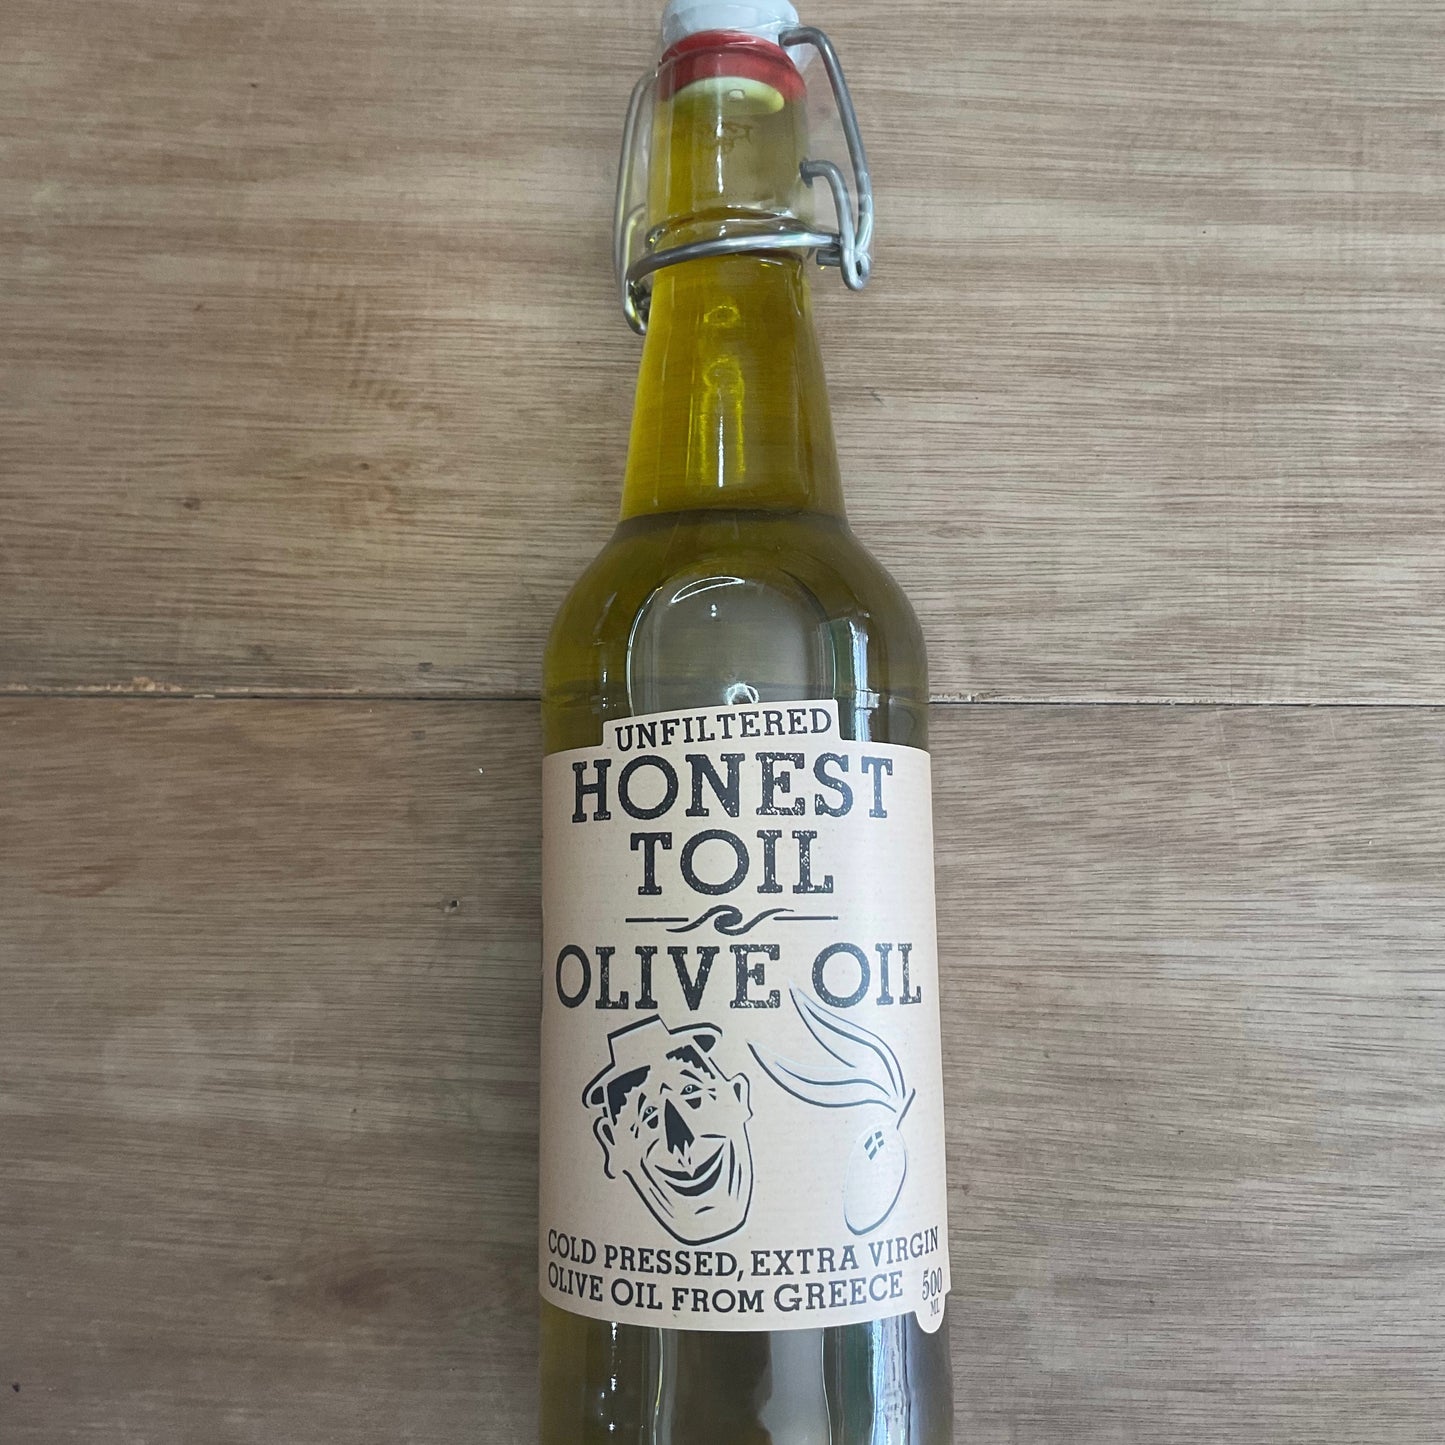 UNFILTERED
HONEST
TOIL
OLIVE OIL
COLD PRESSED, EXTRA VIRGIN
OLIVE OIL FROM GREECE
500
ML